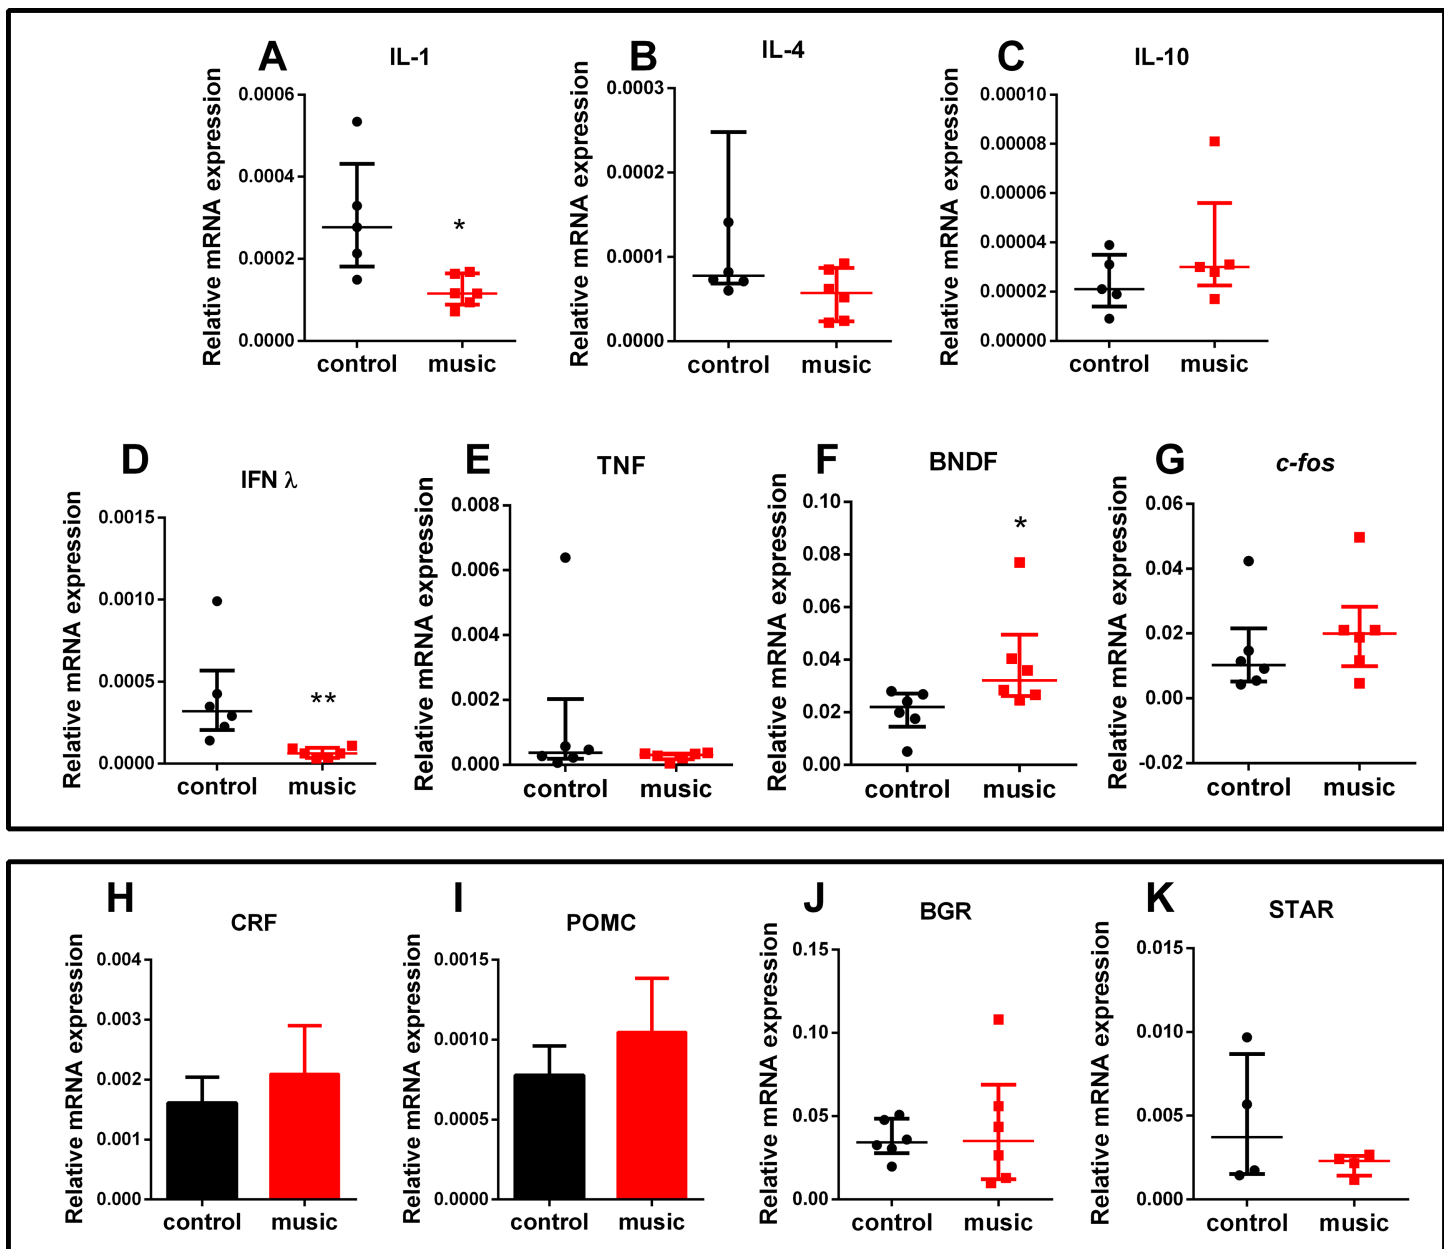 A IL-1
Relative mRNA expression
0.0006
0.0004
0.0002
0.0000
*
control music
B IL-4
Relative mRNA expression
0.0003
0.0002
0.0001
0.0000
control music
C IL-10
Relative mRNA expression
0.00010
0.00008
0.00006
0.00004
0.00002
0.00000
control music
D IFN λ
Relative mRNA expression
0.0015
0.0010
0.0005
0.0000
**
control music
E TNF
Relative mRNA expression
0.008
0.006
0.004
0.002
0.000
control music
F BNDF
Relative mRNA expression
0.10
0.08
0.06
0.04
0.02
0.00
*
control music
G c-fos
Relative mRNA expression
0.06
0.04
0.02
0.00
-0.02
control music
H CRF
Relative mRNA expression
0.004
0.003
0.002
0.001
0.000
control music
I POMC
Relative mRNA expression
0.0015
0.0010
0.0005
0.0000
control music
J BGR
Relative mRNA expression
0.15
0.10
0.05
0.00
control music
K STAR
Relative mRNA expression
0.015
0.010
0.005
0.000
control music